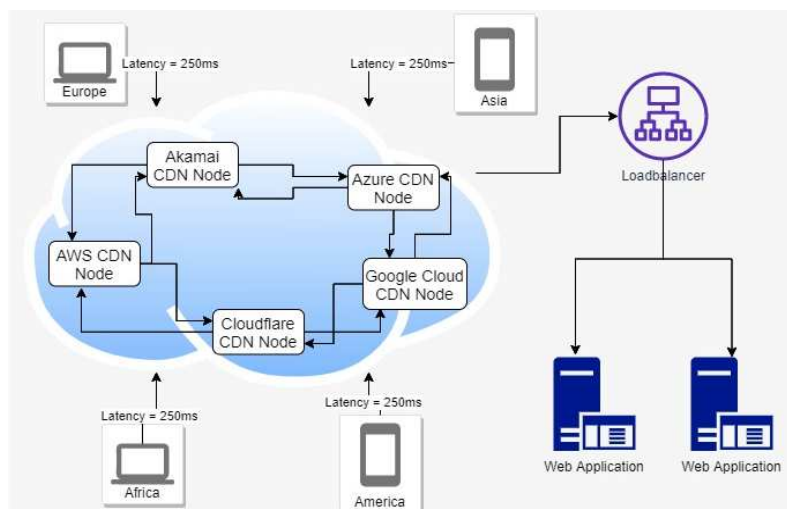 Latency = 250ms
Europe
Latency = 250ms
Asia
Akamai
CDN Node
Azure CDN
Node
Loadbalancer
AWS CDN
Node
Google Cloud
CDN Node
Cloudflare
CDN Node
Latency = 250ms
Africa
Latency = 250ms
America
Web Application
Web Application